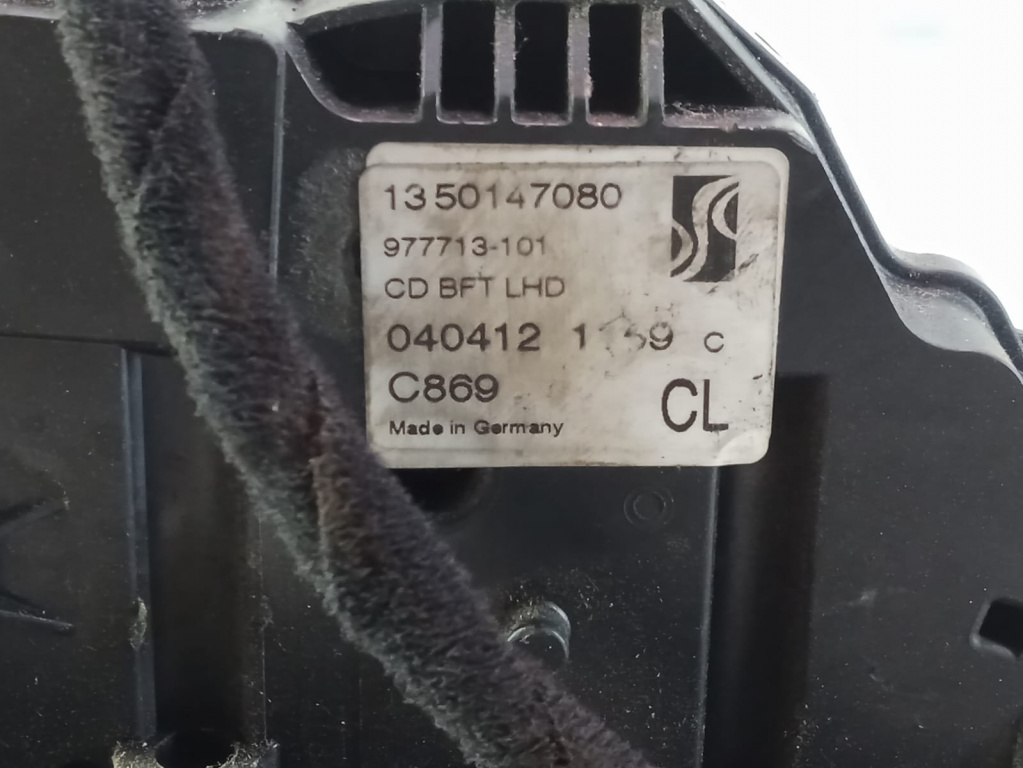 1350147080
977713-101
CD BFT LHD
040412 c
C869
CL
Made in Germany